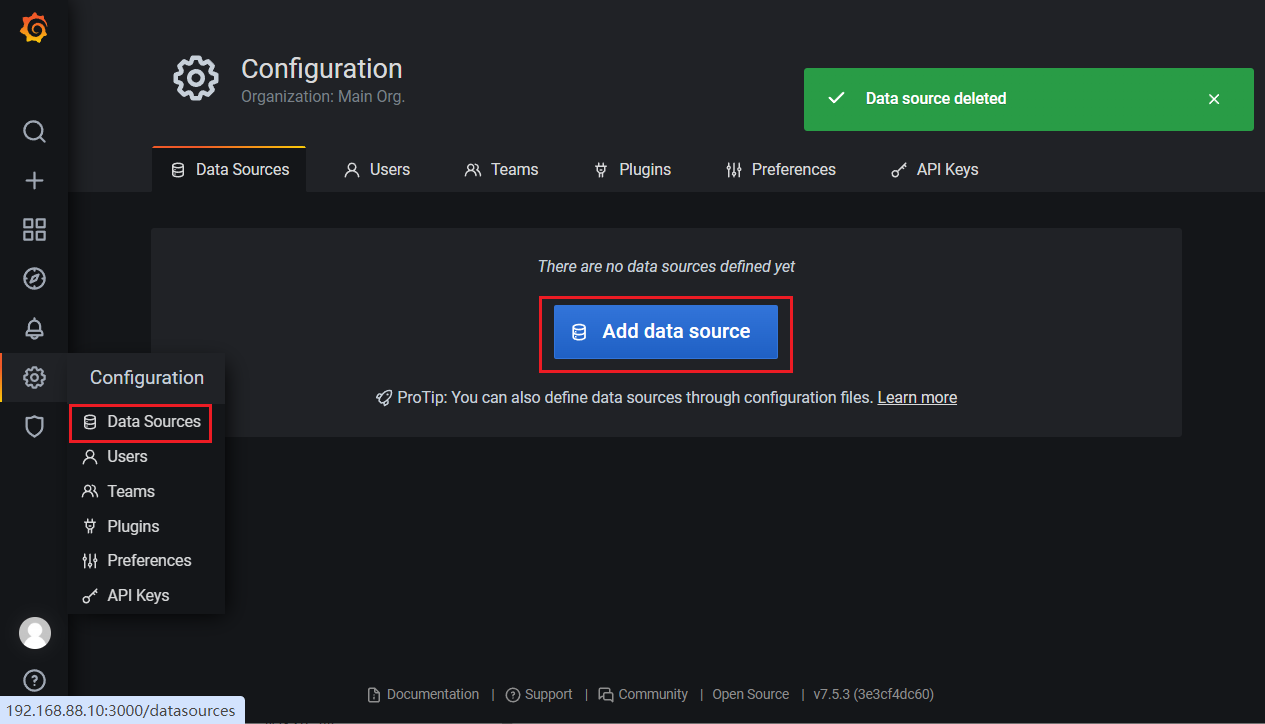 Configuration
Organization: Main Org.
Data source deleted
Data Sources
Users
Teams
Plugins
Preferences
API Keys
There are no data sources defined yet
Add data source
ProTip: You can also define data sources through configuration files. Learn more
Configuration
Data Sources
Users
Teams
Plugins
Preferences
API Keys
Documentation | Support | Community | Open Source | v7.5.3 (3e3cf4dc60)
192.168.88.10:3000/datasources